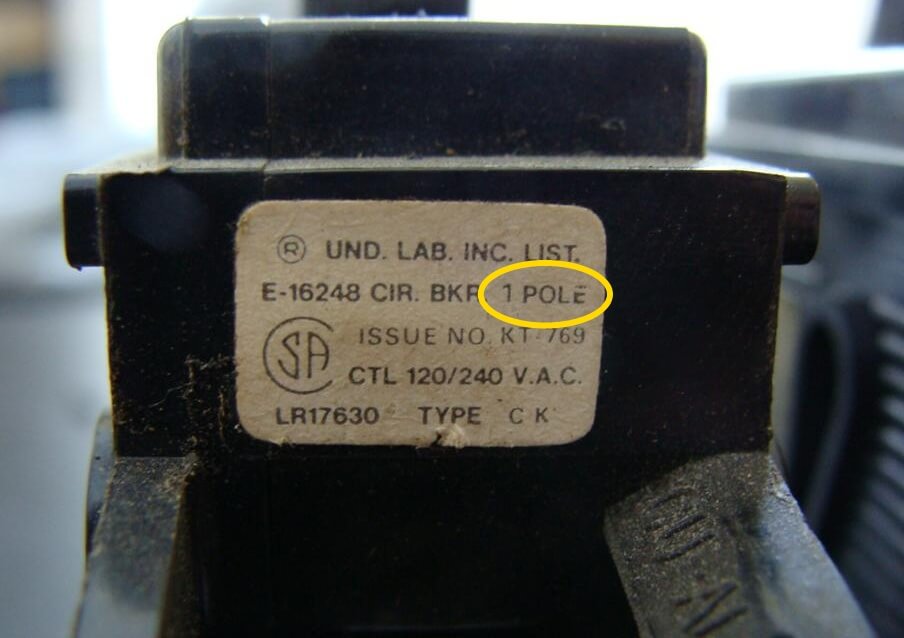 ® UND. LAB. INC. LIST.
E-16248 CIR. BKR. 1 POLE
ISSUE NO. KT-769
SA
CTL 120/240 V.A.C.
LR17630 TYPE CK